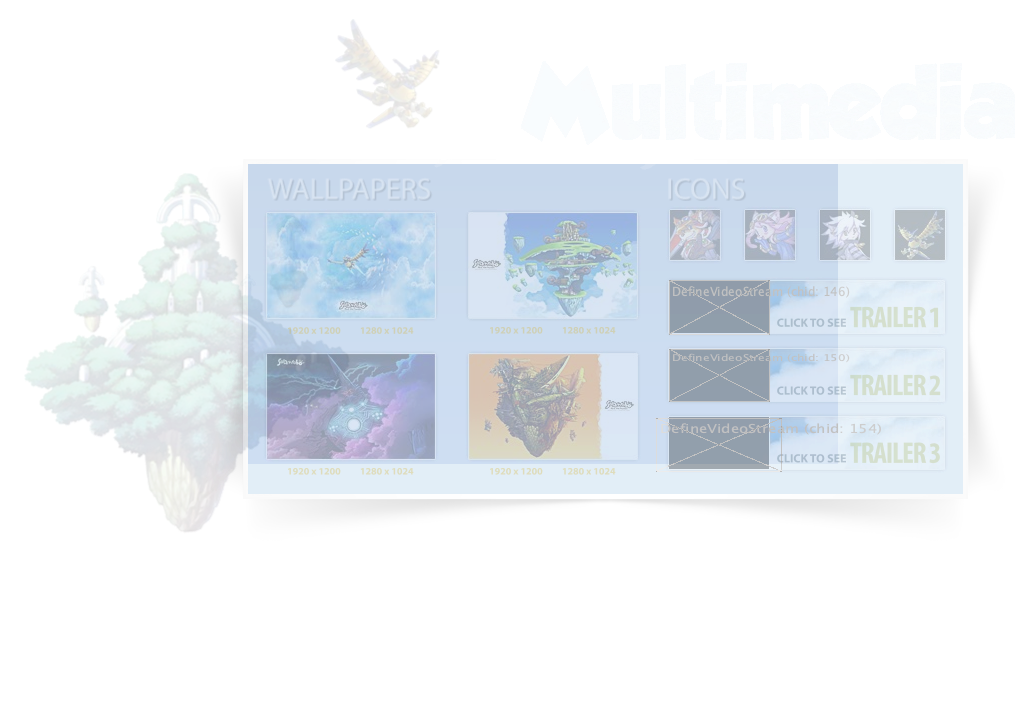 Multimedia
WALLPAPERS
ICONS
DefineVideoStream (chid: 146)
CLICK TO SEE TRAILER 1
1920 x 1200 1280 x 1024
1920 x 1200 1280 x 1024
DefineVideoStream (chid: 150)
CLICK TO SEE TRAILER 2
DefineVideoStream (chid: 154)
CLICK TO SEE TRAILER 3
1920 x 1200 1280 x 1024
1920 x 1200 1280 x 1024